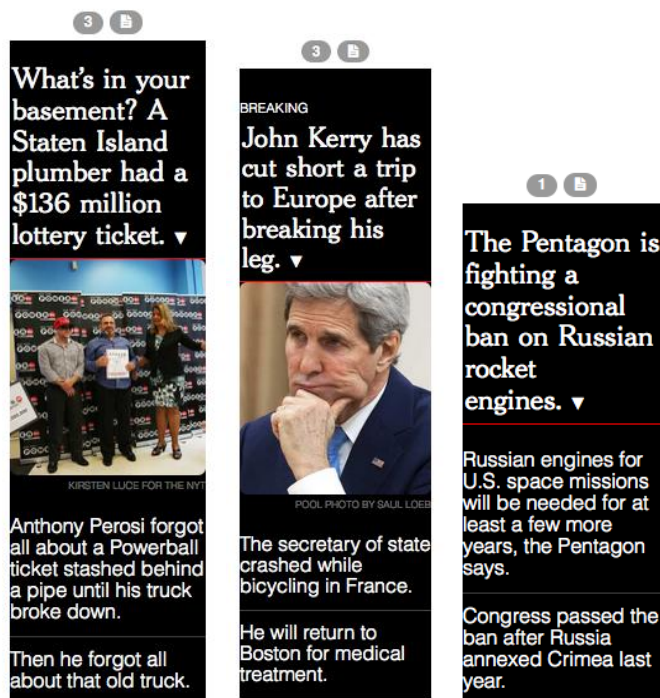 3
What's in your
basement? A
Staten Island
plumber had a
$136 million
lottery ticket. ▼
KIRSTEN LUCE FOR THE NYT
Anthony Perosi forgot
all about a Powerball
ticket stashed behind
a pipe until his truck
broke down.
Then he forgot all
about that old truck.
3
BREAKING
John Kerry has
cut short a trip
to Europe after
breaking his
leg. ▼
POOL PHOTO BY SAUL LOEB
The secretary of state
crashed while
bicycling in France.
He will return to
Boston for medical
treatment.
1
The Pentagon is
fighting a
congressional
ban on Russian
rocket
engines. ▼
Russian engines for
U.S. space missions
will be needed for at
least a few more
years, the Pentagon
says.
Congress passed the
ban after Russia
annexed Crimea last
year.